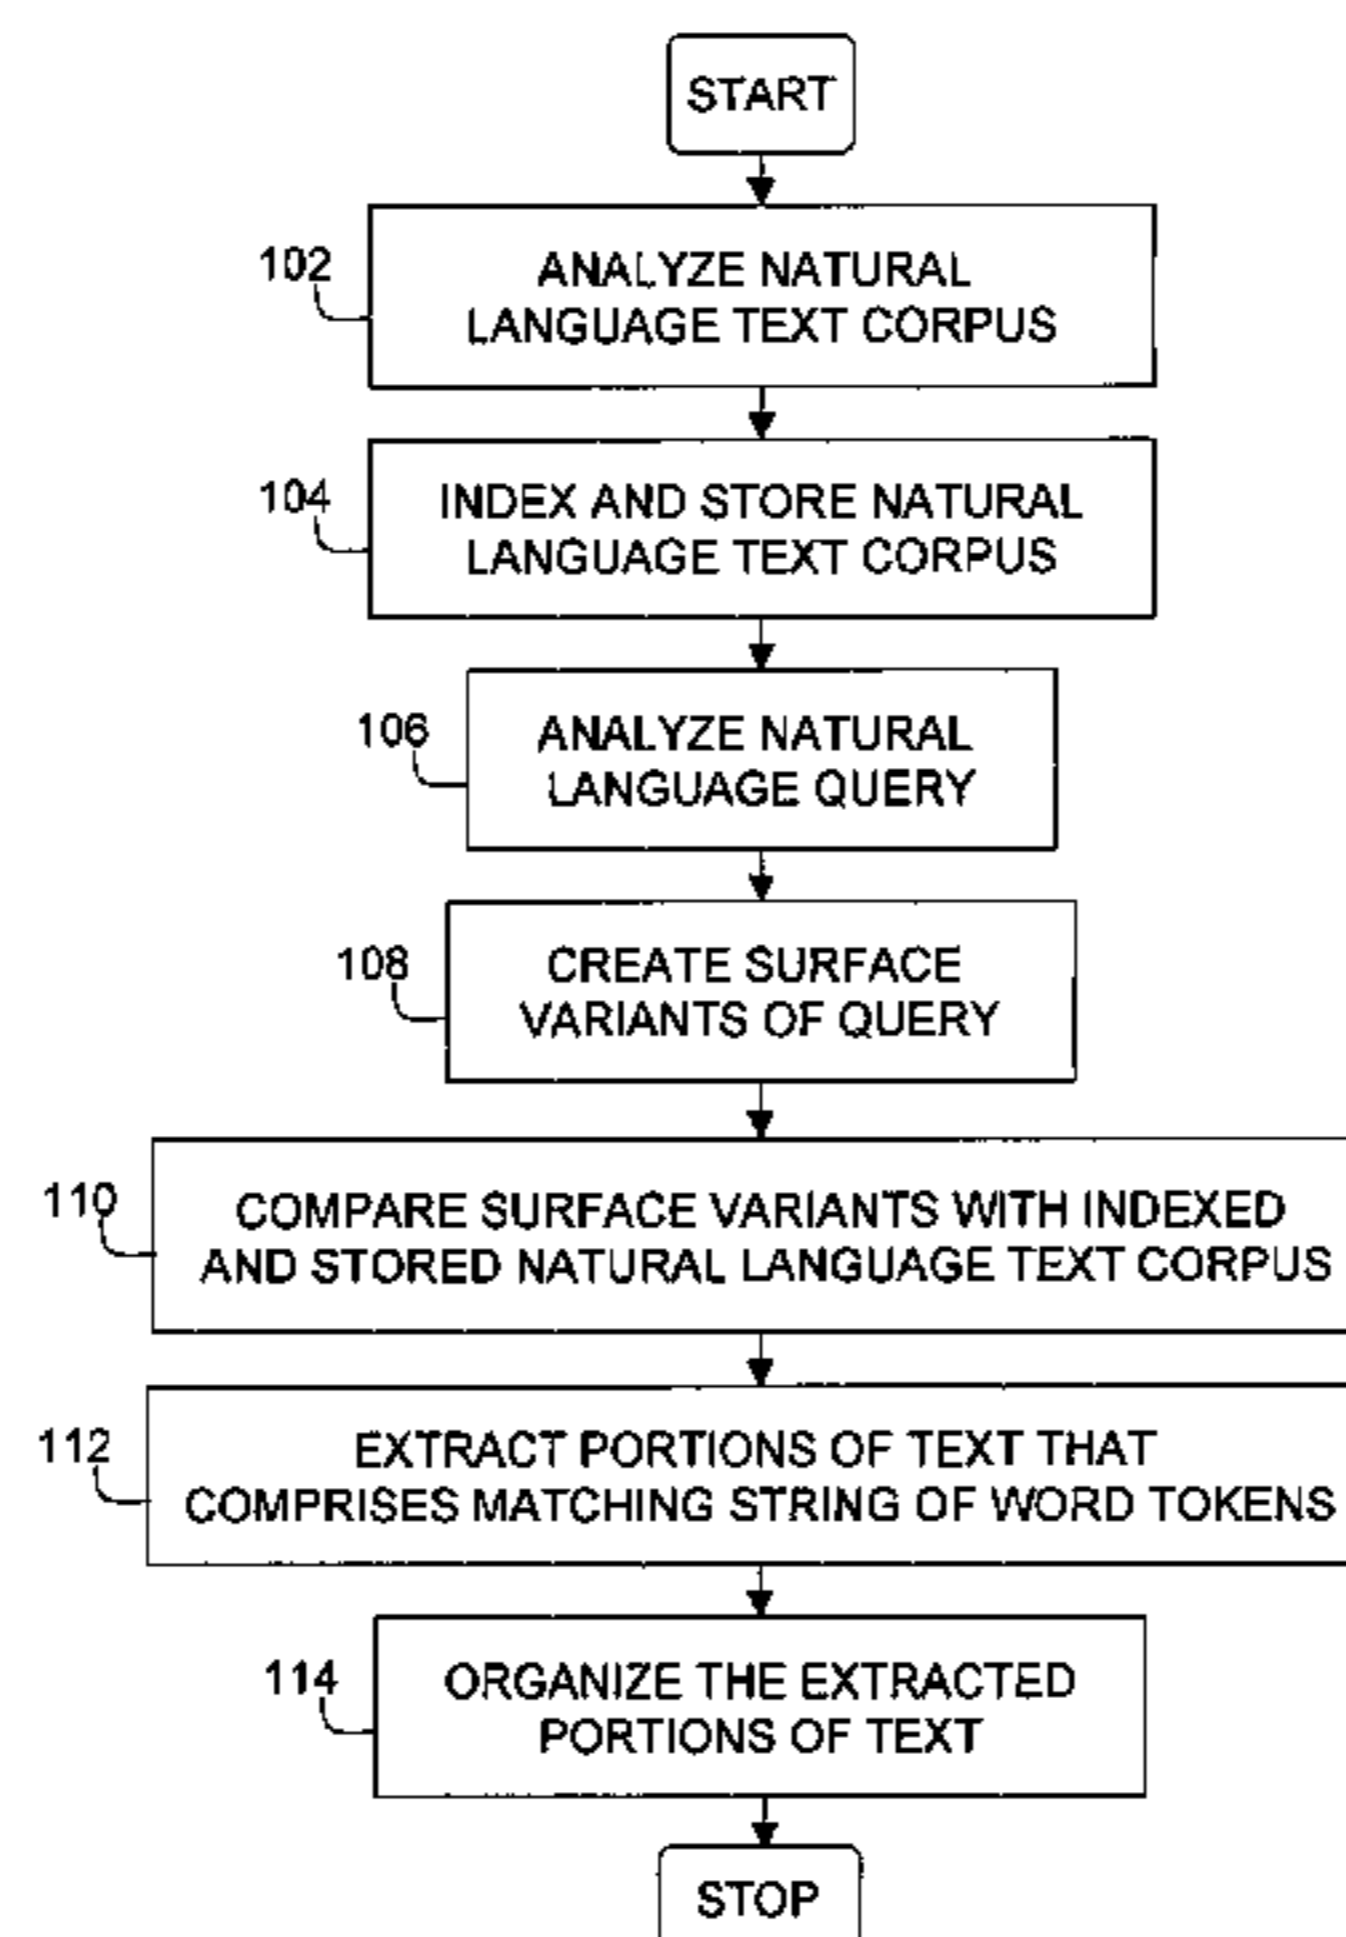 START
102
ANALYZE NATURAL
LANGUAGE TEXT CORPUS
104
INDEX AND STORE NATURAL
LANGUAGE TEXT CORPUS
106
ANALYZE NATURAL
LANGUAGE QUERY
108
CREATE SURFACE
VARIANTS OF QUERY
110
COMPARE SURFACE VARIANTS WITH INDEXED
AND STORED NATURAL LANGUAGE TEXT CORPUS
112
EXTRACT PORTIONS OF TEXT THAT
COMPRISES MATCHING STRING OF WORD TOKENS
114
ORGANIZE THE EXTRACTED
PORTIONS OF TEXT
STOP